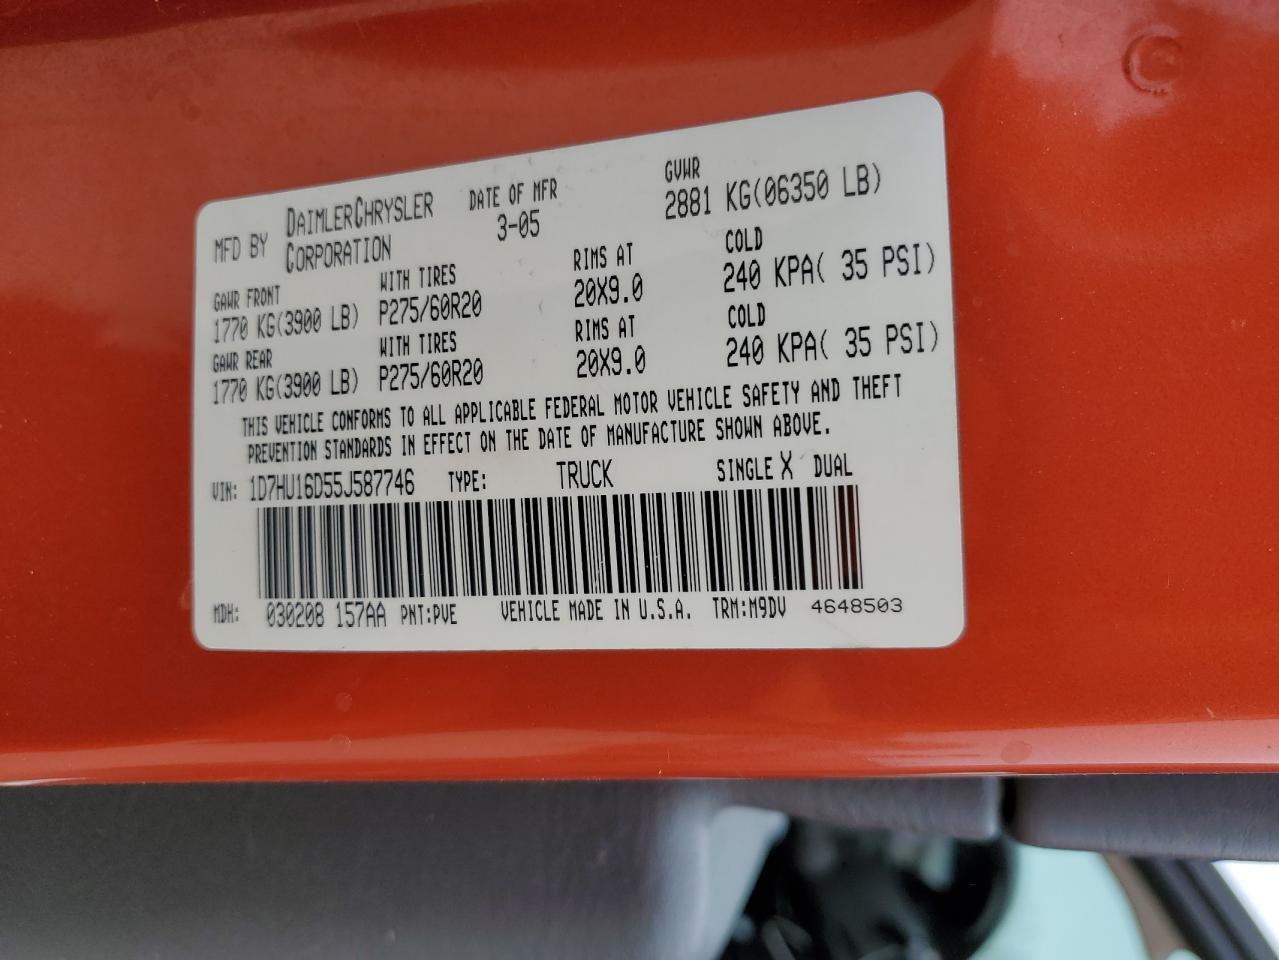 MFD BY DAIMLERCHRYSLER CORPORATION DATE OF MFR 3-05 GVWR 2881 KG(06350 LB)
GAWR FRONT WITH TIRES RIMS AT COLD
1770 KG(3900 LB) P275/60R20 20X9.0 240 KPA( 35 PSI)
GAWR REAR WITH TIRES RIMS AT COLD
1770 KG(3900 LB) P275/60R20 20X9.0 240 KPA( 35 PSI)
THIS VEHICLE CONFORMS TO ALL APPLICABLE FEDERAL MOTOR VEHICLE SAFETY AND THEFT
PREVENTION STANDARDS IN EFFECT ON THE DATE OF MANUFACTURE SHOWN ABOVE.
VIN: 1D7HU16D55J587746 TYPE: TRUCK SINGLE X DUAL
MDH: 030208 157AA PNT:PVE VEHICLE MADE IN U.S.A. TRM:M9DV 4648503